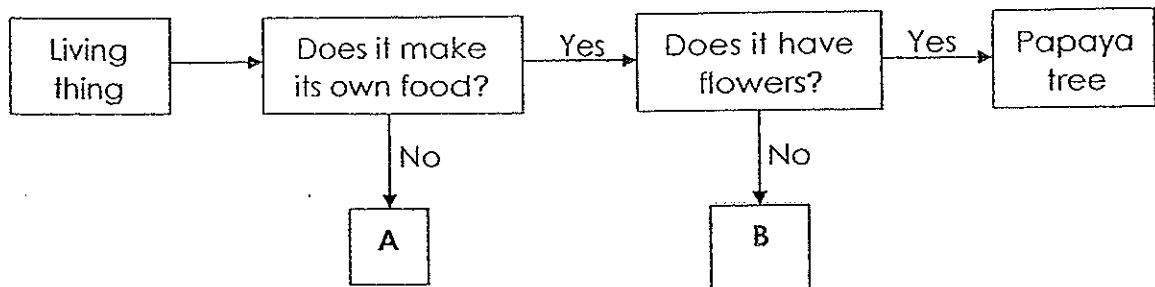 Living
thing
Does it make
its own food?
Yes
Does it have
flowers?
Yes
Papaya
tree
No
No
A
B